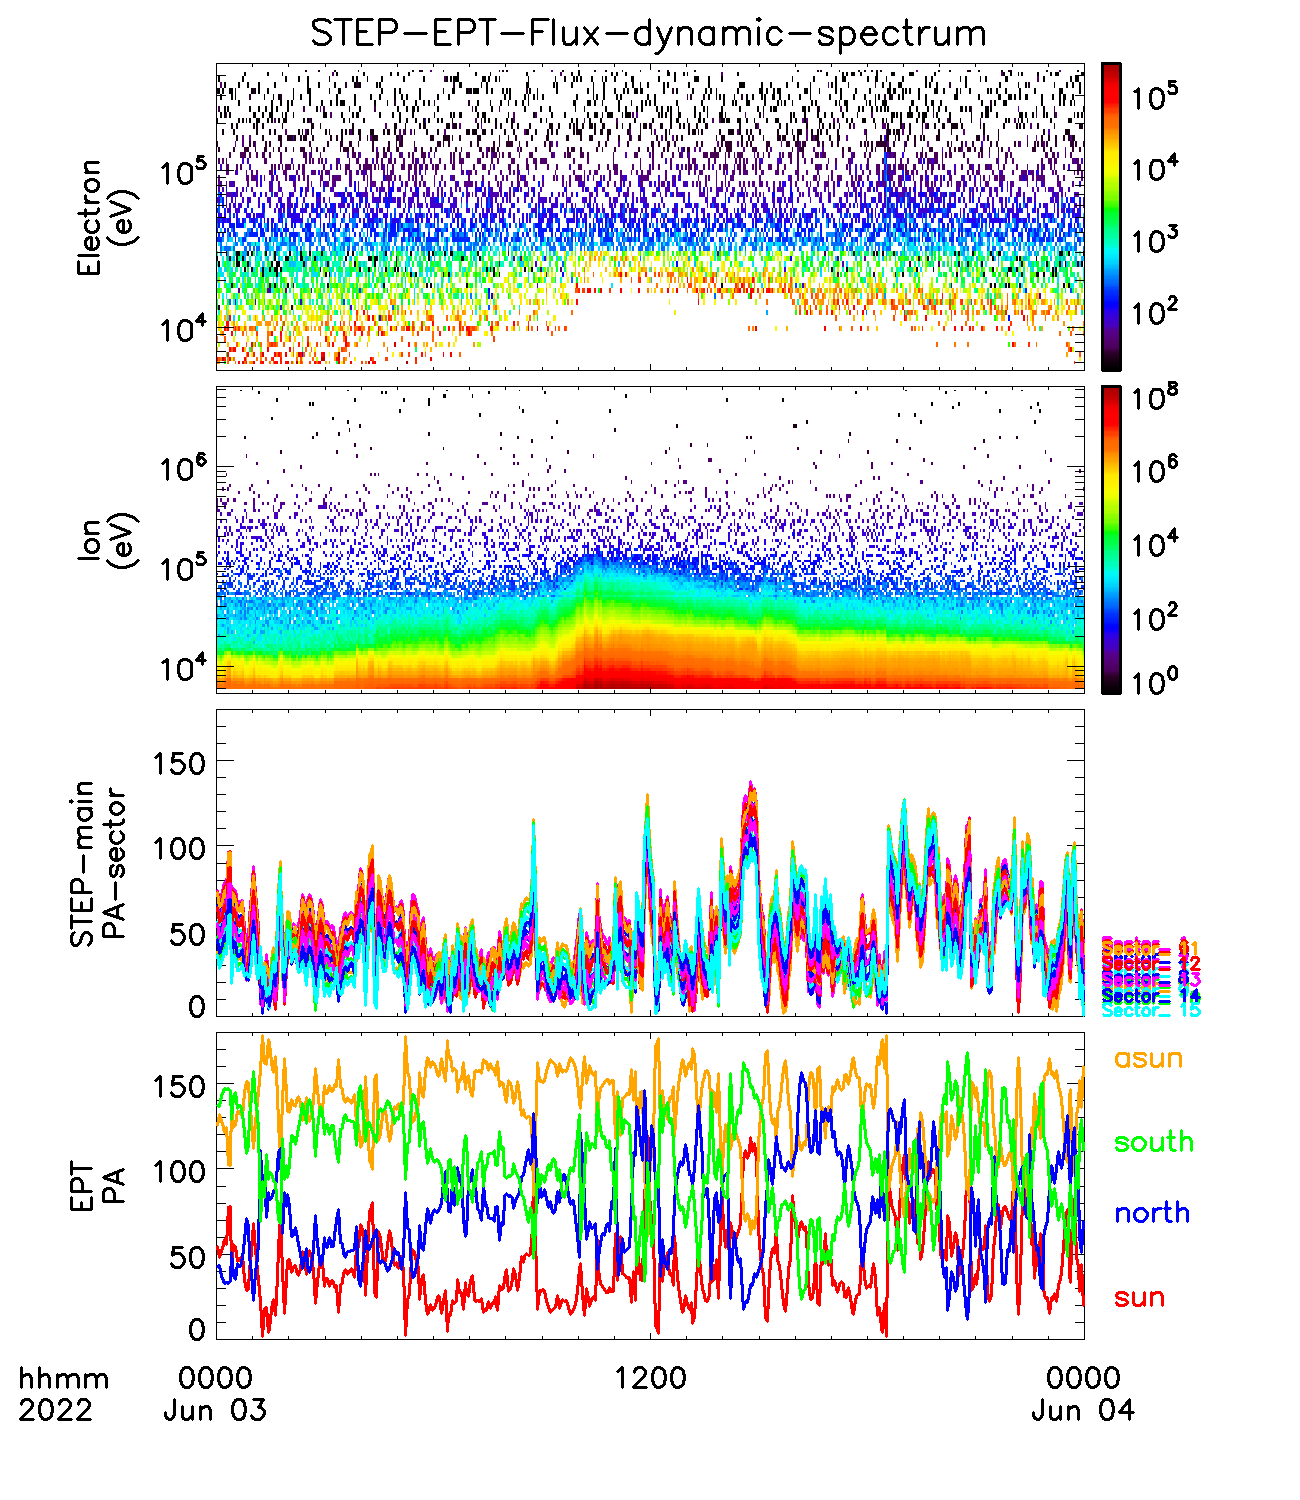 STEP-EPT-Flux-dynamic-spectrum
Electron
(eV)
10^5
10^4
10^5
10^4
10^3
10^2
Ion
(eV)
10^6
10^5
10^4
10^8
10^6
10^4
10^2
10^0
STEP-main
PA-sector
150
100
50
0
Sector_ 14
Sector_ 15
EPT
PA
150
100
50
0
asun
south
north
sun
hhmm 0000 1200 0000
2022 Jun 03 Jun 04